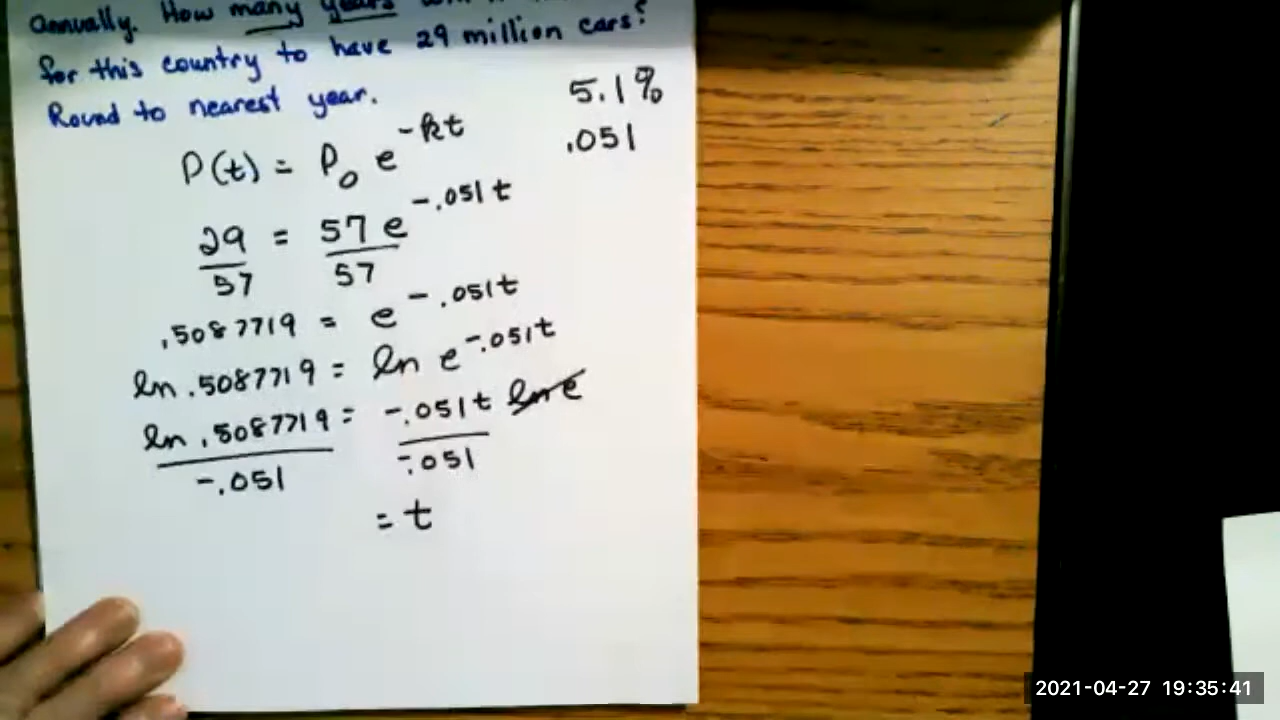 annually. How many years
for this country to have 29 million cars?
Round to nearest year.
5.1%
.051
P(t) = P₀ e^-kt
29/57 = 57 e^-.051t/57
.5087719 = e^-.051t
ln .5087719 = ln e^-.051t
ln .5087719/-.051 = -.051t ln e/-.051
= t
2021-04-27 19:35:41